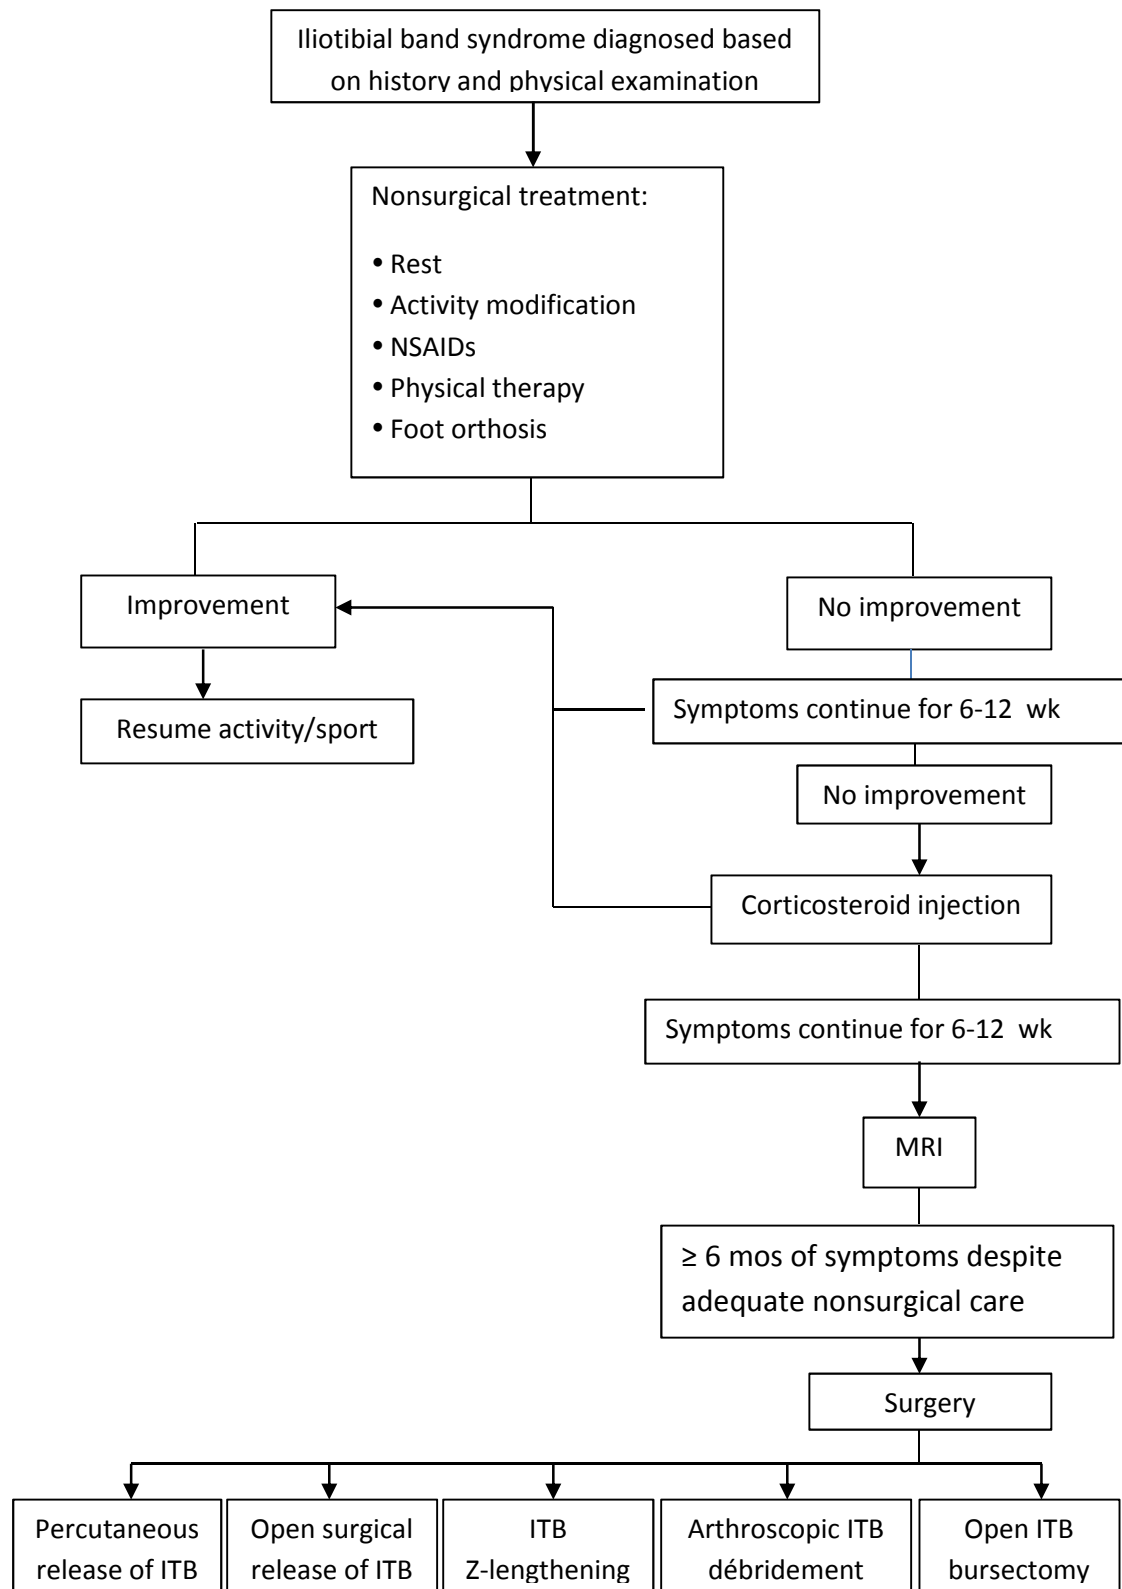 Iliotibial band syndrome diagnosed based
on history and physical examination
Nonsurgical treatment:
• Rest
• Activity modification
• NSAIDs
• Physical therapy
• Foot orthosis
Improvement
No improvement
Resume activity/sport
Symptoms continue for 6-12 wk
No improvement
Corticosteroid injection
Symptoms continue for 6-12 wk
MRI
≥ 6 mos of symptoms despite
adequate nonsurgical care
Surgery
Percutaneous
release of ITB
Open surgical
release of ITB
ITB
Z-lengthening
Arthroscopic ITB
débridement
Open ITB
bursectomy